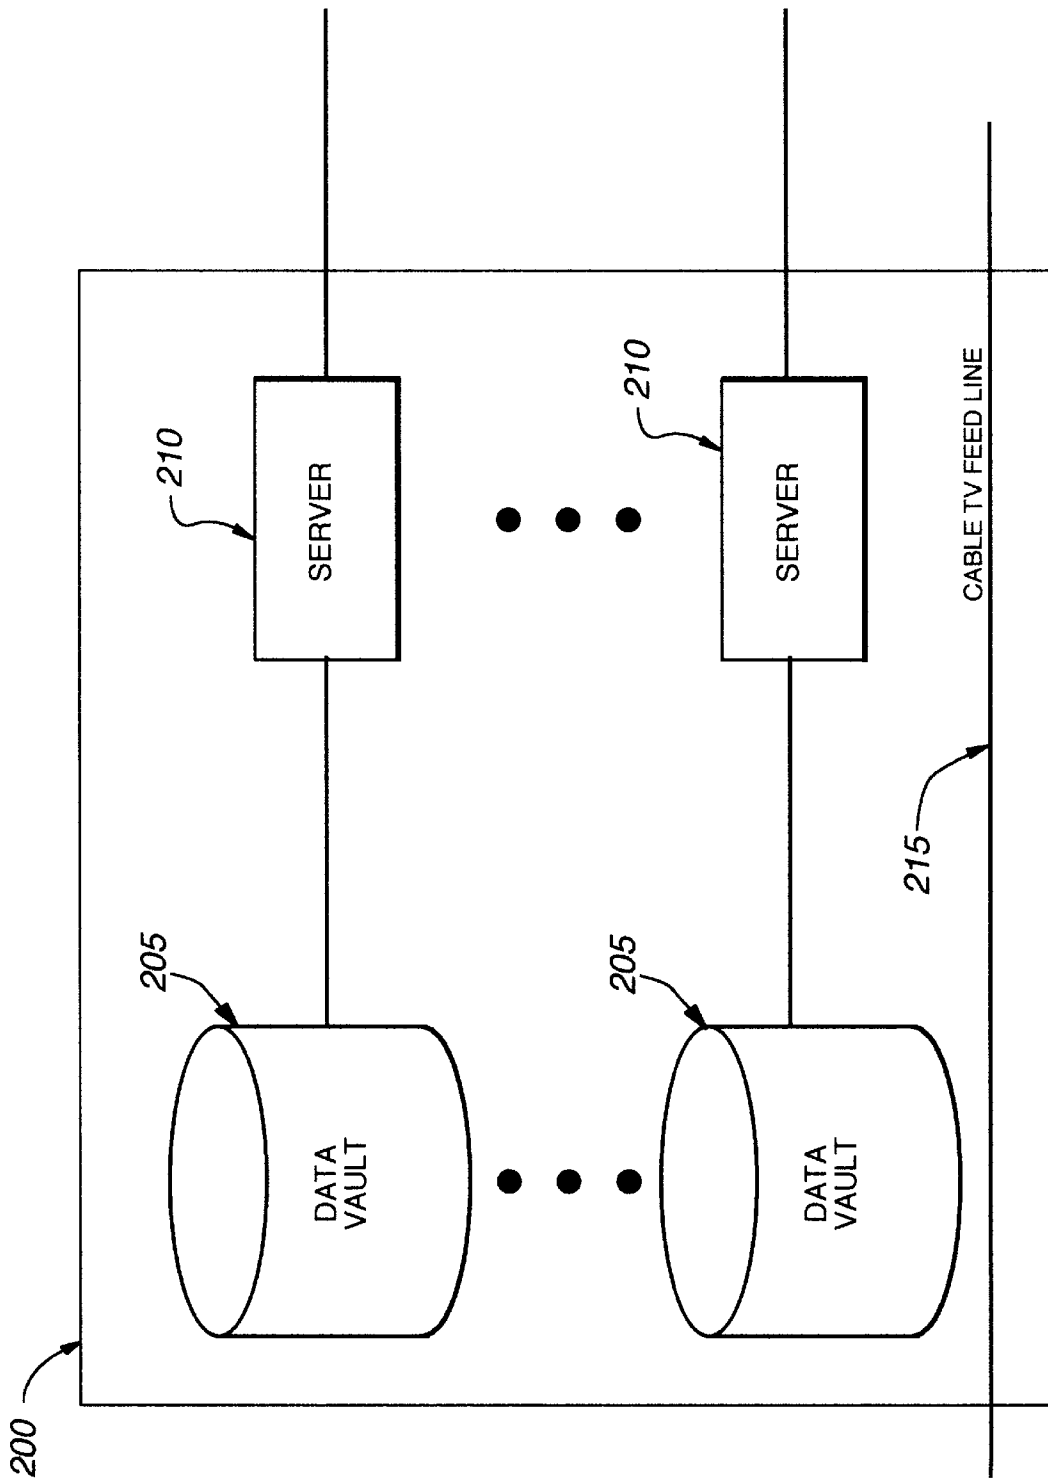 200
205
DATA
VAULT
210
SERVER
205
DATA
VAULT
210
SERVER
215
CABLE TV FEED LINE